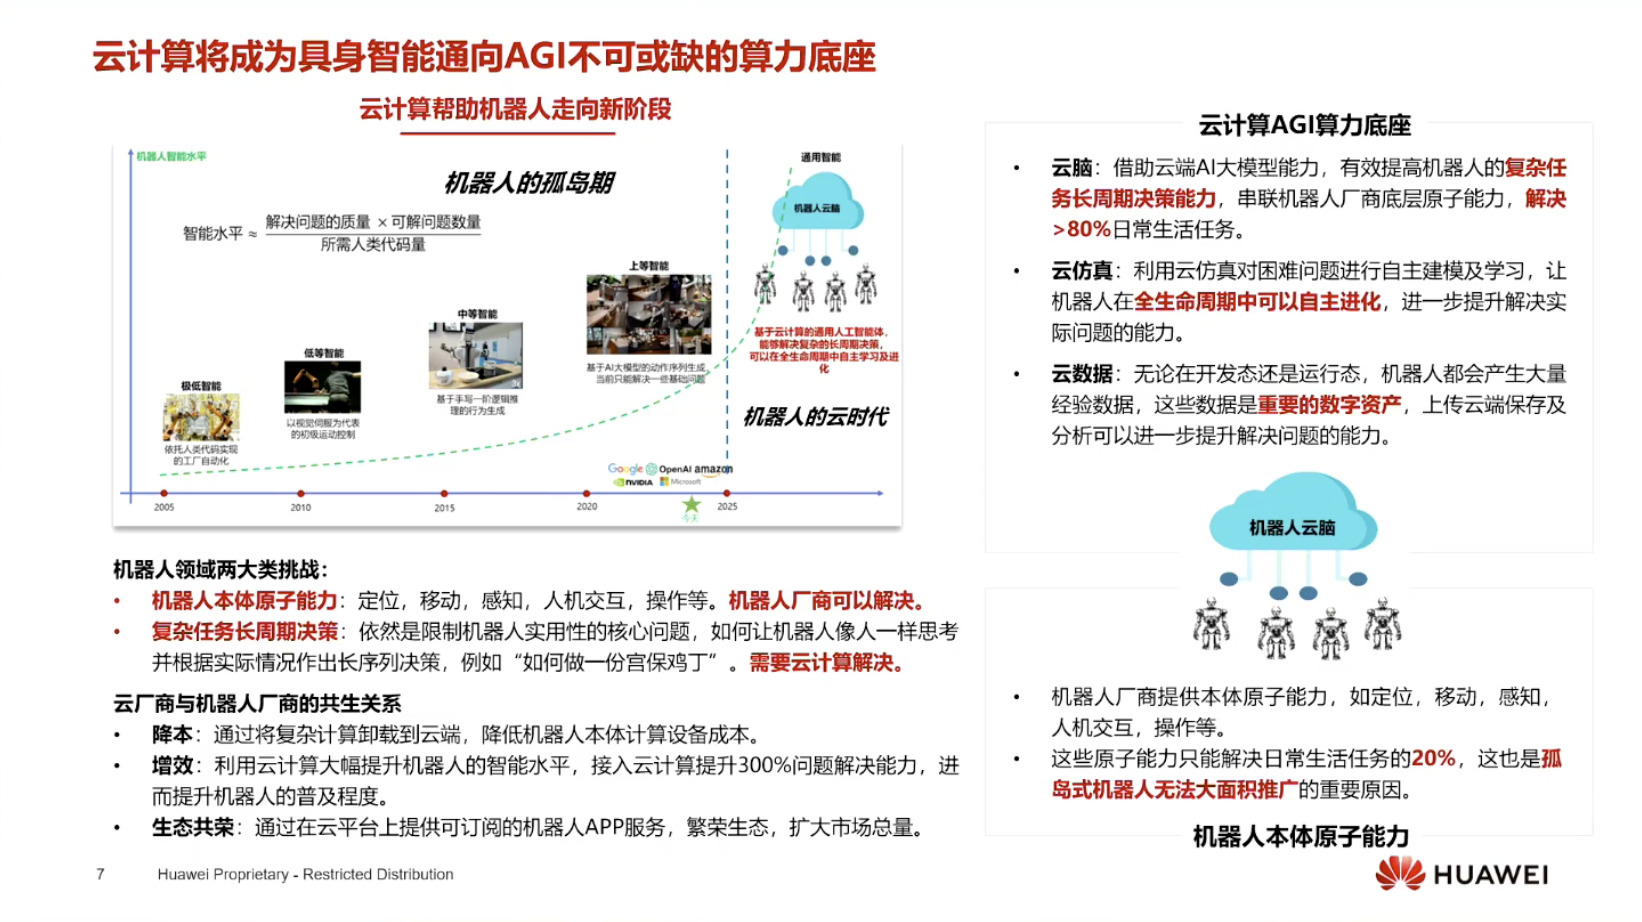 云计算将成为具身智能通向AGI不可或缺的算力底座
云计算帮助机器人走向新阶段
机器人智能水平
机器人的孤岛期
智能水平 ≈ 解决问题的质量 × 可解问题数量
所需人类代码量
极低智能
依托人类代码实现
的工厂自动化
低等智能
以视觉伺服为代表
的初级运动控制
中等智能
基于手写一阶逻辑推
理的行为生成
上等智能
基于AI大模型的动作序列生成,
当前只能解决一些基础问题
通用智能
机器人云脑
基于云计算的通用人工智能体,
能够解决复杂的长周期决策,
可以在全生命周期中自主学习及进
化
机器人的云时代
Google OpenAI amazon
NVIDIA Microsoft
2005
2010
2015
2020
今天
2025
机器人领域两大类挑战:
• 机器人本体原子能力：定位，移动，感知，人机交互，操作等。机器人厂商可以解决。
• 复杂任务长周期决策：依然是限制机器人实用性的核心问题，如何让机器人像人一样思考
并根据实际情况作出长序列决策，例如“如何做一份宫保鸡丁”。需要云计算解决。
云厂商与机器人厂商的共生关系
• 降本：通过将复杂计算卸载到云端，降低机器人本体计算设备成本。
• 增效：利用云计算大幅提升机器人的智能水平，接入云计算提升300%问题解决能力，进
而提升机器人的普及程度。
• 生态共荣：通过在云平台上提供可订阅的机器人APP服务，繁荣生态，扩大市场总量。
云计算AGI算力底座
• 云脑：借助云端AI大模型能力，有效提高机器人的复杂任
务长周期决策能力，串联机器人厂商底层原子能力，解决
>80%日常生活任务。
• 云仿真：利用云仿真对困难问题进行自主建模及学习，让
机器人在全生命周期中可以自主进化，进一步提升解决实
际问题的能力。
• 云数据：无论在开发态还是运行态，机器人都会产生大量
经验数据，这些数据是重要的数字资产，上传云端保存及
分析可以进一步提升解决问题的能力。
机器人云脑
• 机器人厂商提供本体原子能力，如定位，移动，感知，
人机交互，操作等。
• 这些原子能力只能解决日常生活任务的20%，这也是孤
岛式机器人无法大面积推广的重要原因。
机器人本体原子能力
7 Huawei Proprietary - Restricted Distribution
HUAWEI